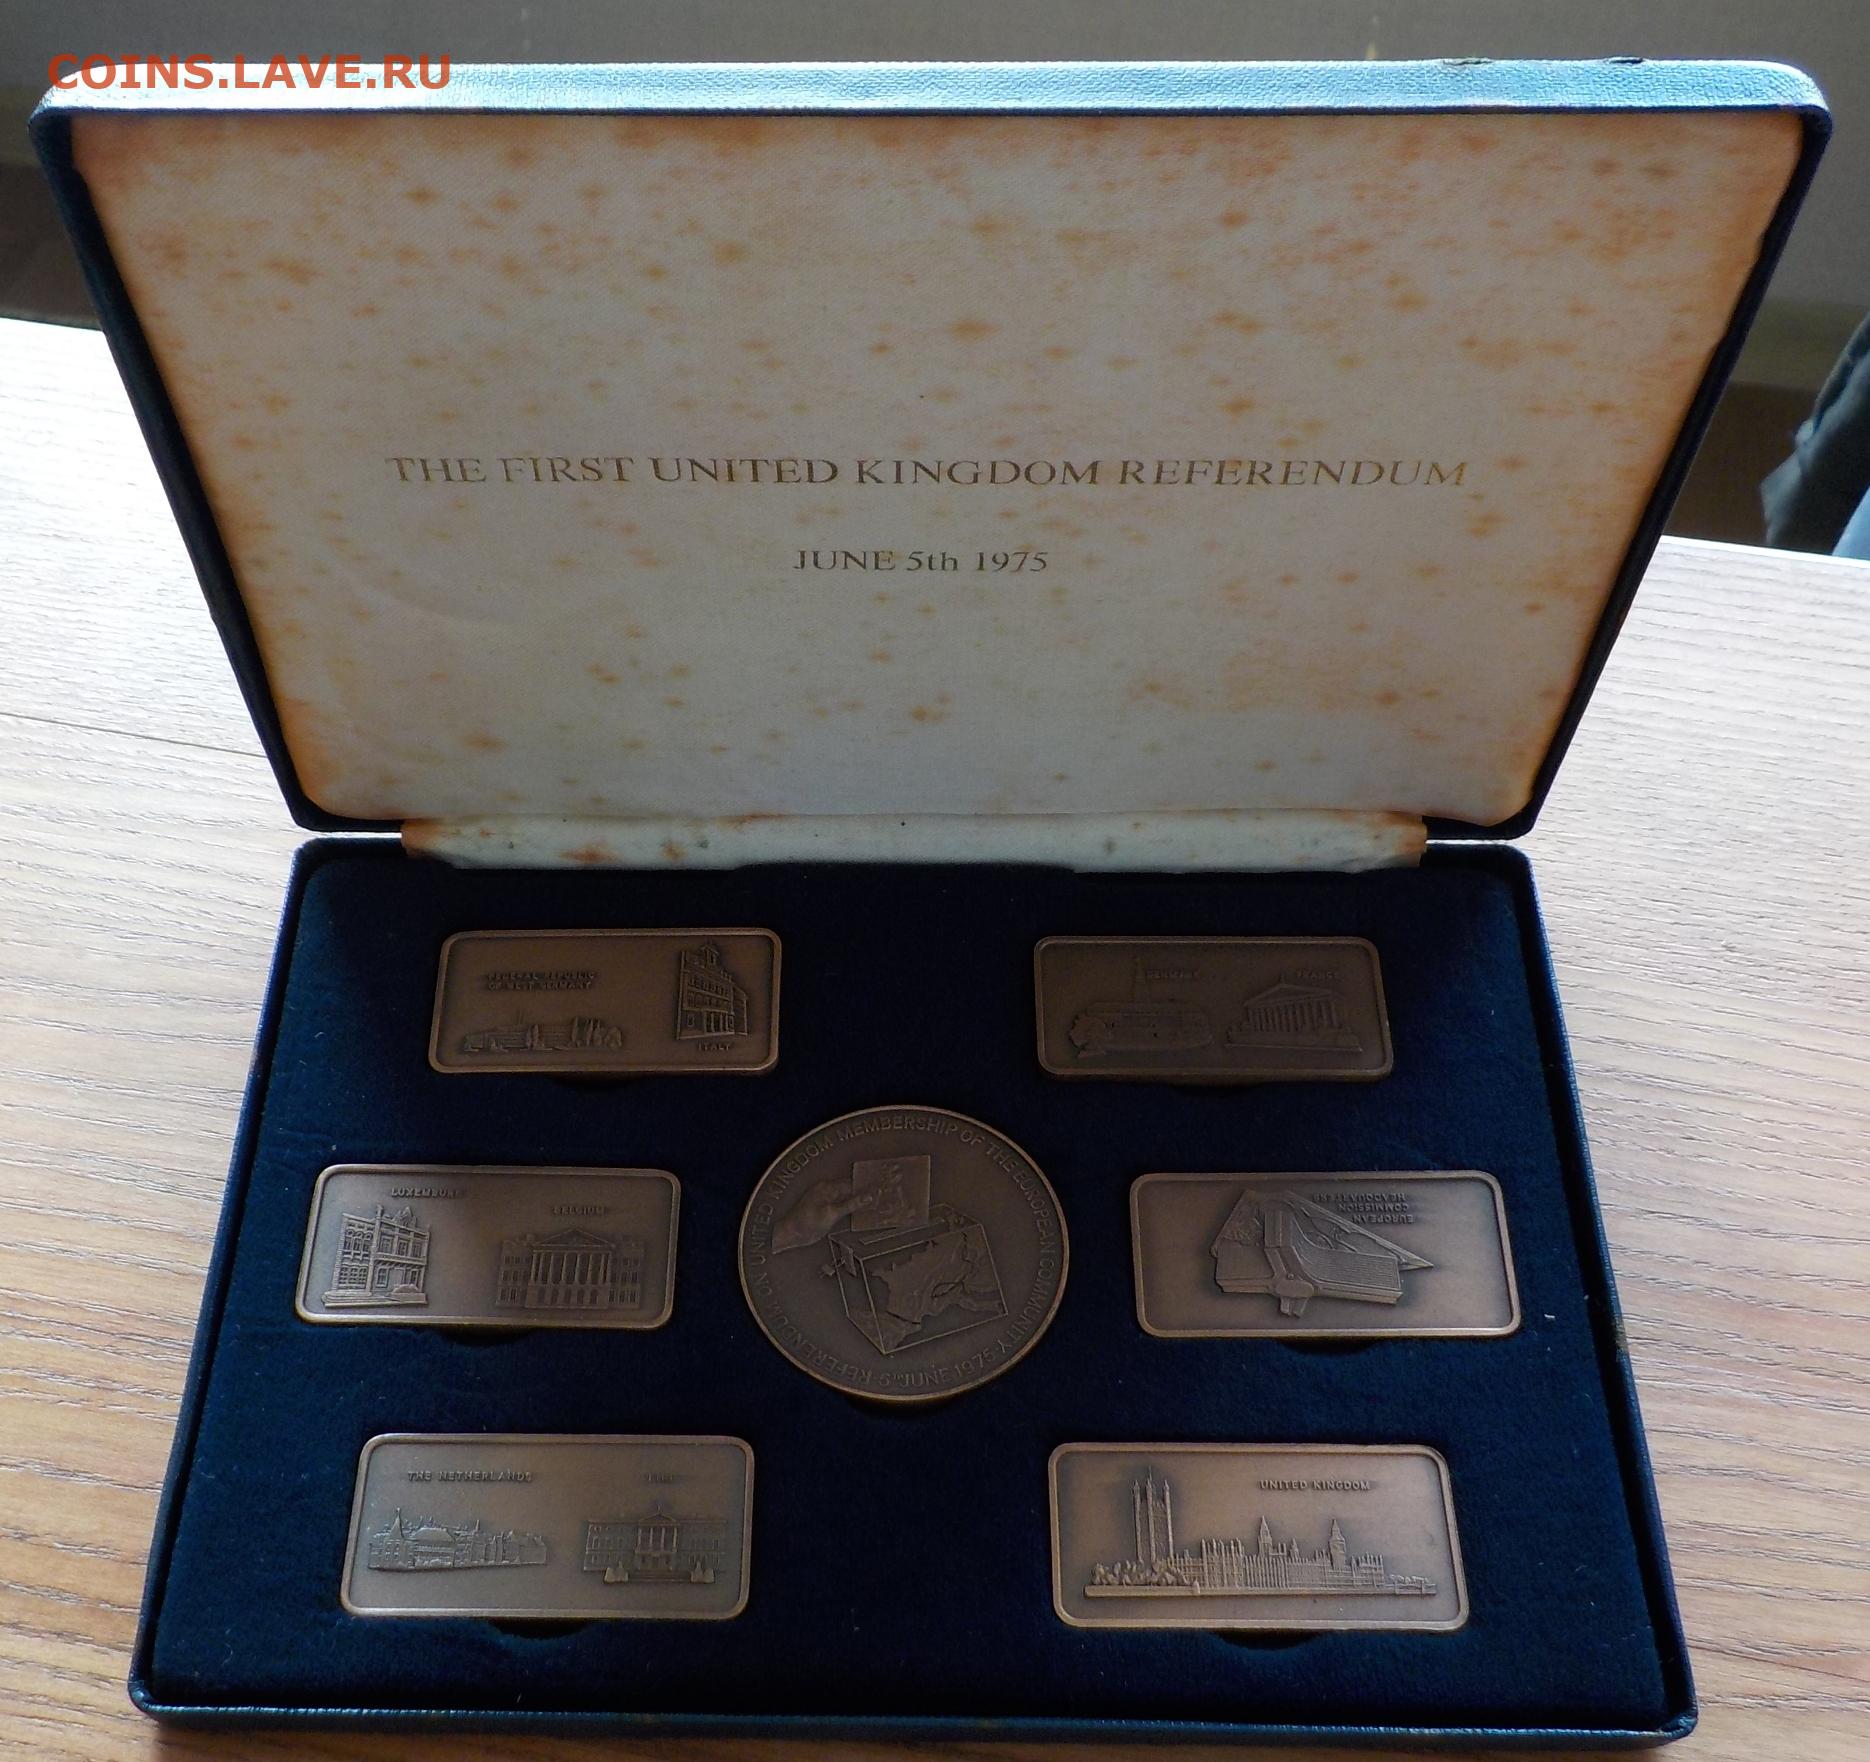 COINS.LAVE.RU
THE FIRST UNITED KINGDOM REFERENDUM
JUNE 5th 1975
FEDERAL REPUBLIC
OF WEST GERMANY
ITALY
DENMARK
FRANCE
LUXEMBURG
BELGIUM
REFERENDUM ON UNITED KINGDOM MEMBERSHIP OF THE EUROPEAN COMMUNITY · 5TH JUNE 1975 ·
EUROPEAN
COMMISSION
HEADQUARTERS
THE NETHERLANDS
UNITED KINGDOM